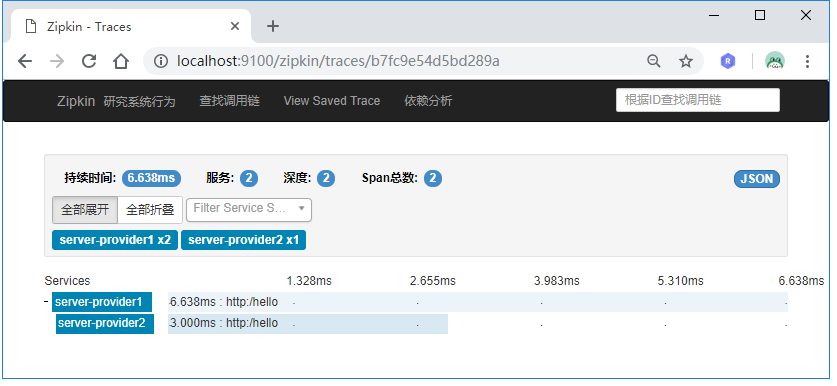 Zipkin - Traces
localhost:9100/zipkin/traces/b7fc9e54d5bd289a
Zipkin 研究系统行为 查找调用链 View Saved Trace 依赖分析 根据ID查找调用链
持续时间: 6.638ms 服务: 2 深度: 2 Span总数: 2 JSON
全部展开 全部折叠 Filter Service S...
server-provider1 x2 server-provider2 x1
Services 1.328ms 2.655ms 3.983ms 5.310ms 6.638ms
- server-provider1 6.638ms : http:/hello
server-provider2 3.000ms : http:/hello